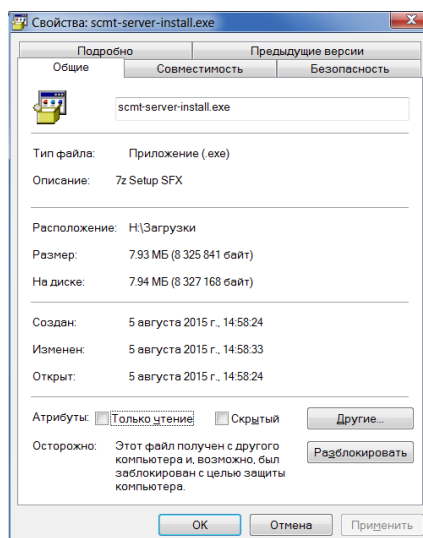 Свойства: scmt-server-install.exe
Подробно Предыдущие версии
Общие Совместимость Безопасность
scmt-server-install.exe
Тип файла: Приложение (.exe)
Описание: 7z Setup SFX
Расположение: H:\Загрузки
Размер: 7.93 МБ (8 325 841 байт)
На диске: 7.94 МБ (8 327 168 байт)
Создан: 5 августа 2015 г., 14:58:24
Изменен: 5 августа 2015 г., 14:58:33
Открыт: 5 августа 2015 г., 14:58:24
Атрибуты: Только чтение Скрытый Другие...
Осторожно: Этот файл получен с другого
компьютера и, возможно, был Разблокировать
заблокирован с целью защиты
компьютера.
ОК Отмена Применить